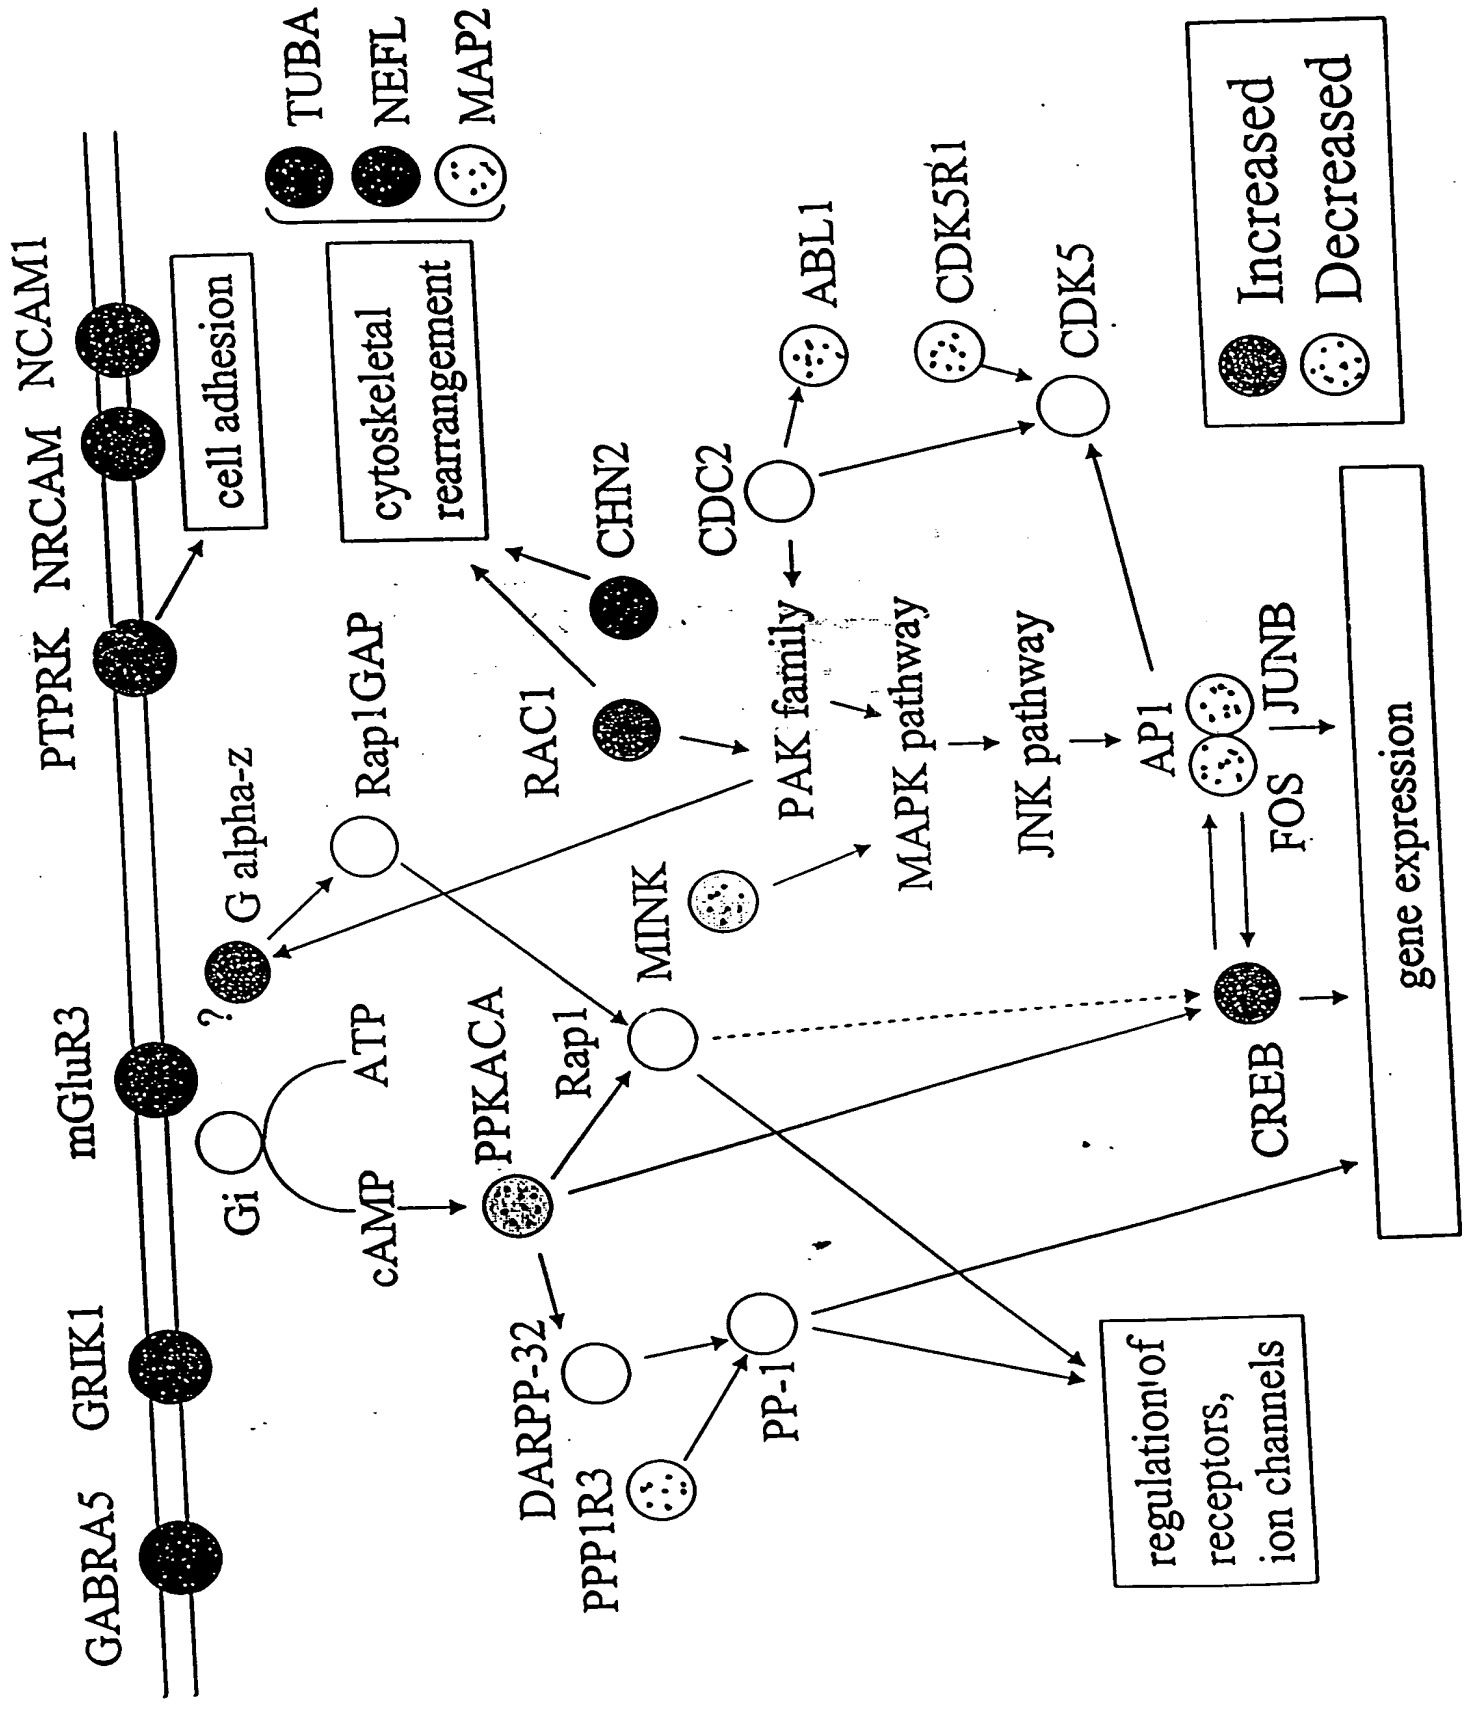 GABRA5
GRIK1
mGluR3
PTPRK
NRCAM
NCAM1
cell adhesion
?
G alpha-z
Gi
Rap1GAP
cytoskeletal
rearrangement
TUBA
NEFL
MAP2
cAMP
ATP
PPKACA
RAC1
CHN2
DARPP-32
Rap1
PPP1R3
MINK
CDC2
ABL1
PP-1
PAK family
CDK5R1
MAPK pathway
CDK5
JNK pathway
AP1
CREB
FOS
JUNB
regulation of
receptors,
ion channels
gene expression
Increased
Decreased